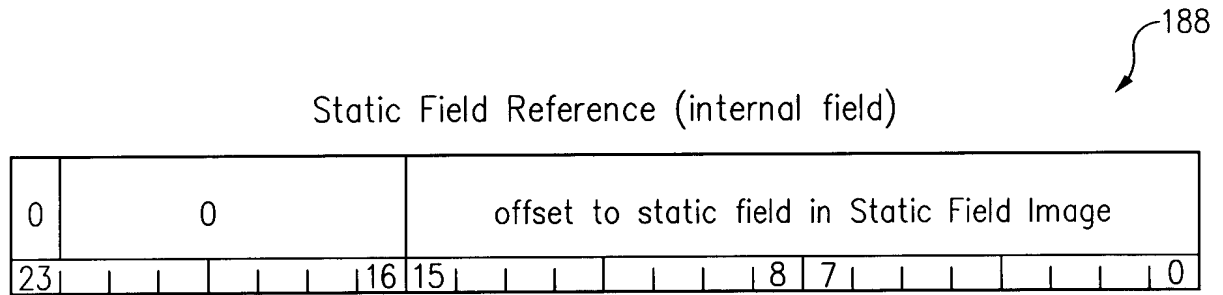 188
Static Field Reference (internal field)
0 0 offset to static field in Static Field Image
23 16 15 8 7 0